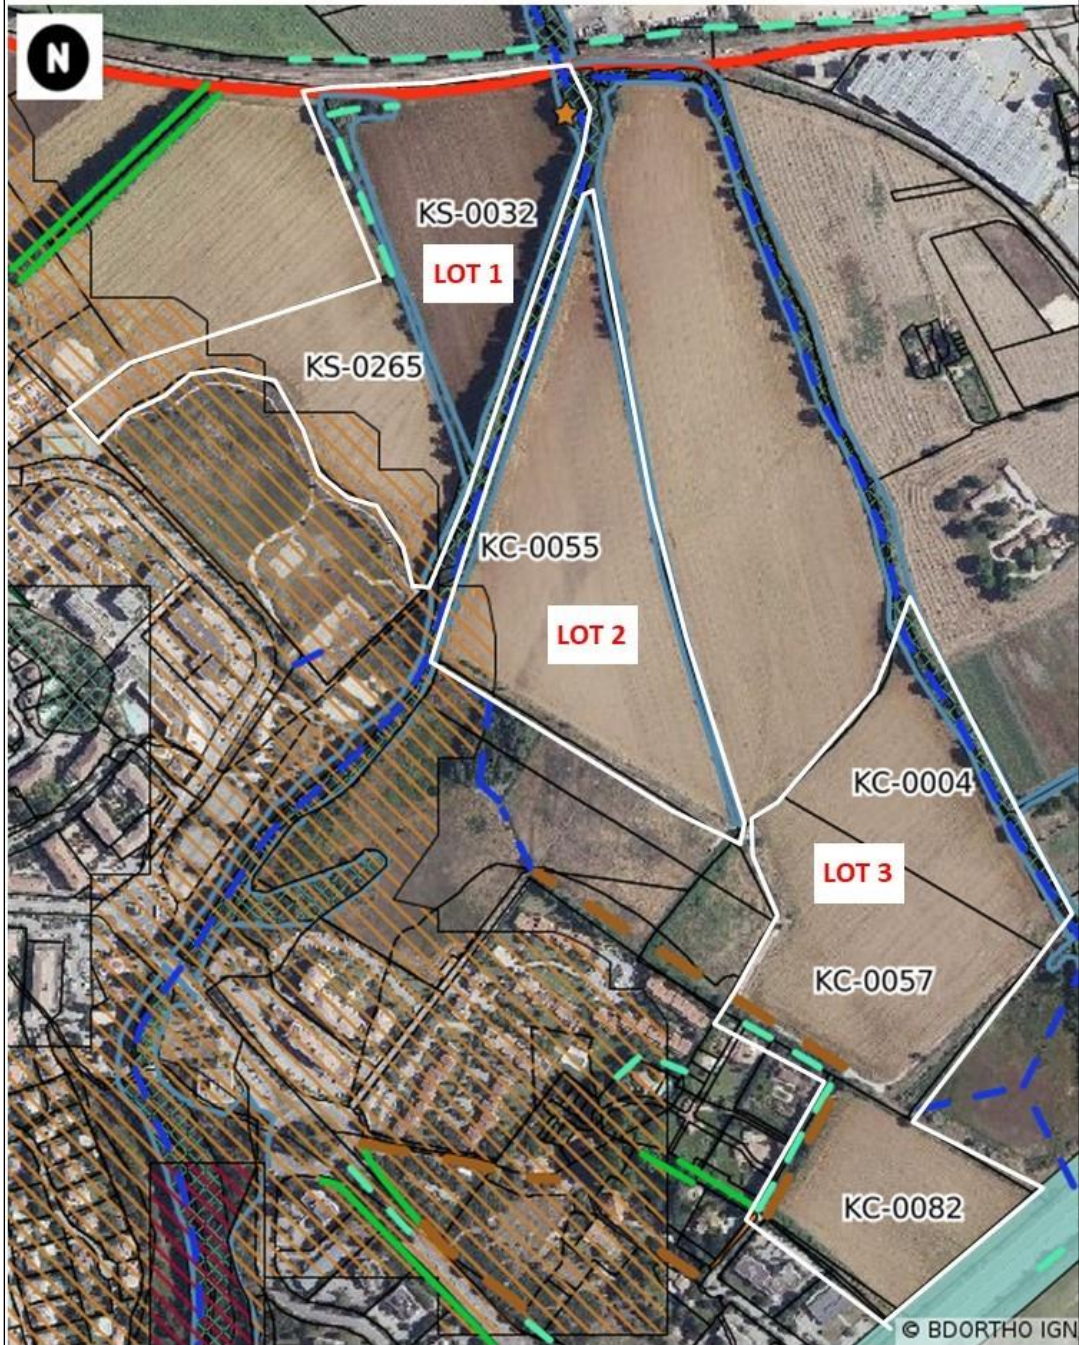 N
KS-0032
LOT 1
KS-0265
KC-0055
LOT 2
KC-0004
LOT 3
KC-0057
KC-0082
© BDORTHO IGN